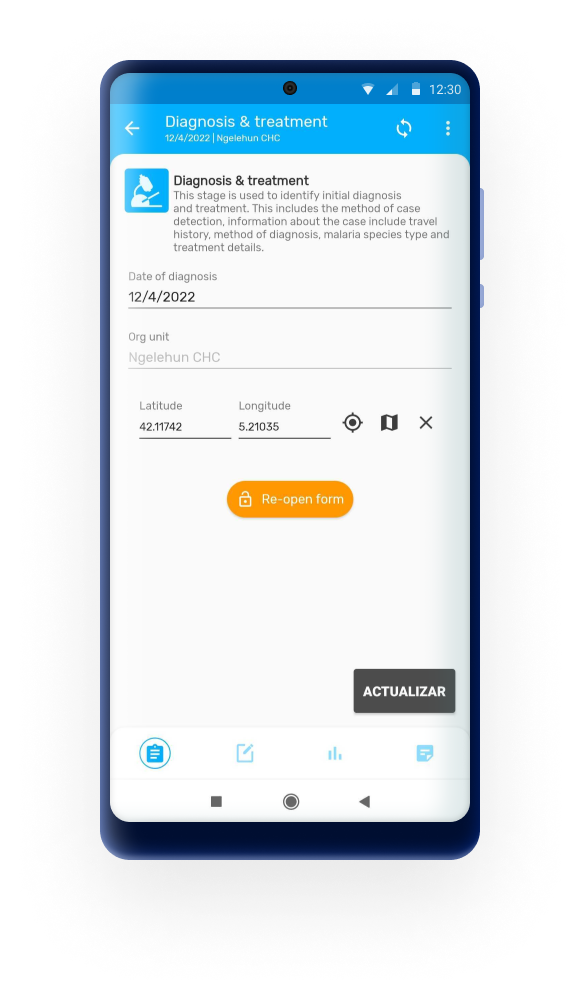 12:30
Diagnosis & treatment
12/4/2022 | Ngelehun CHC
Diagnosis & treatment
This stage is used to identify initial diagnosis
and treatment. This includes the method of case
detection, information about the case include travel
history, method of diagnosis, malaria species type and
treatment details.
Date of diagnosis
12/4/2022
Org unit
Ngelehun CHC
Latitude Longitude
42.11742 5.21035
Re-open form
ACTUALIZAR